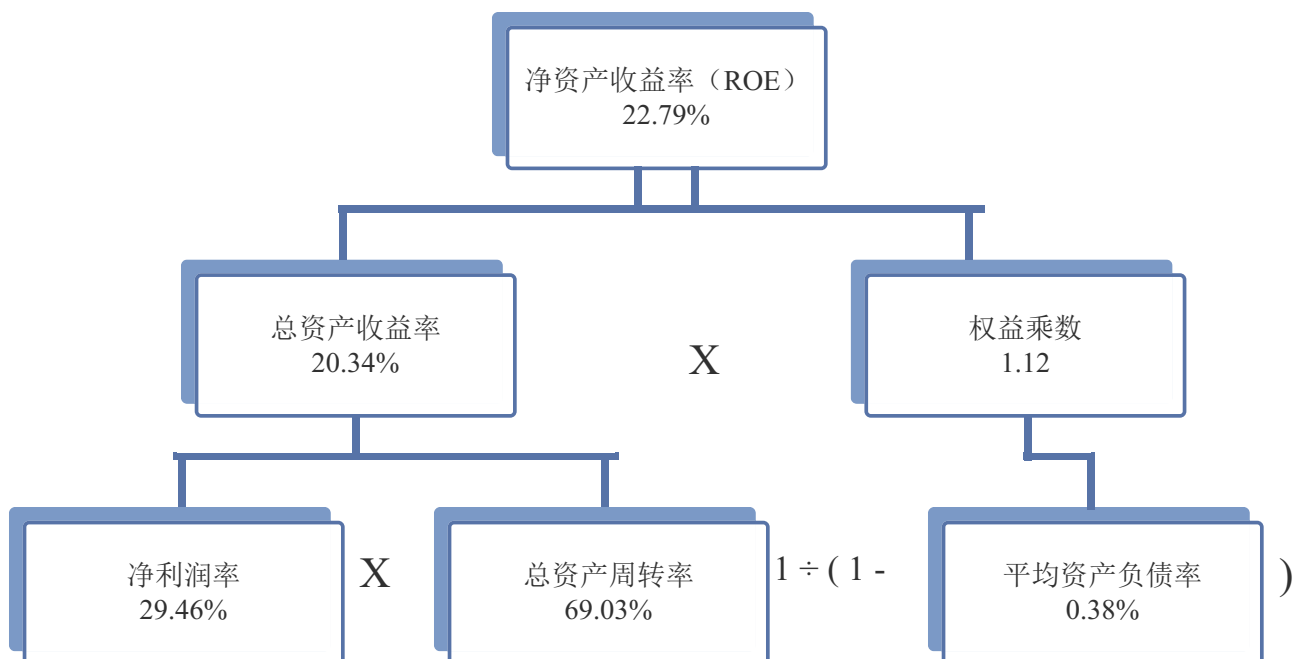 净资产收益率（ROE）
22.79%
总资产收益率
20.34%
X
权益乘数
1.12
净利润率
29.46%
X
总资产周转率
69.03%
1 ÷ ( 1 -
平均资产负债率
0.38%
)